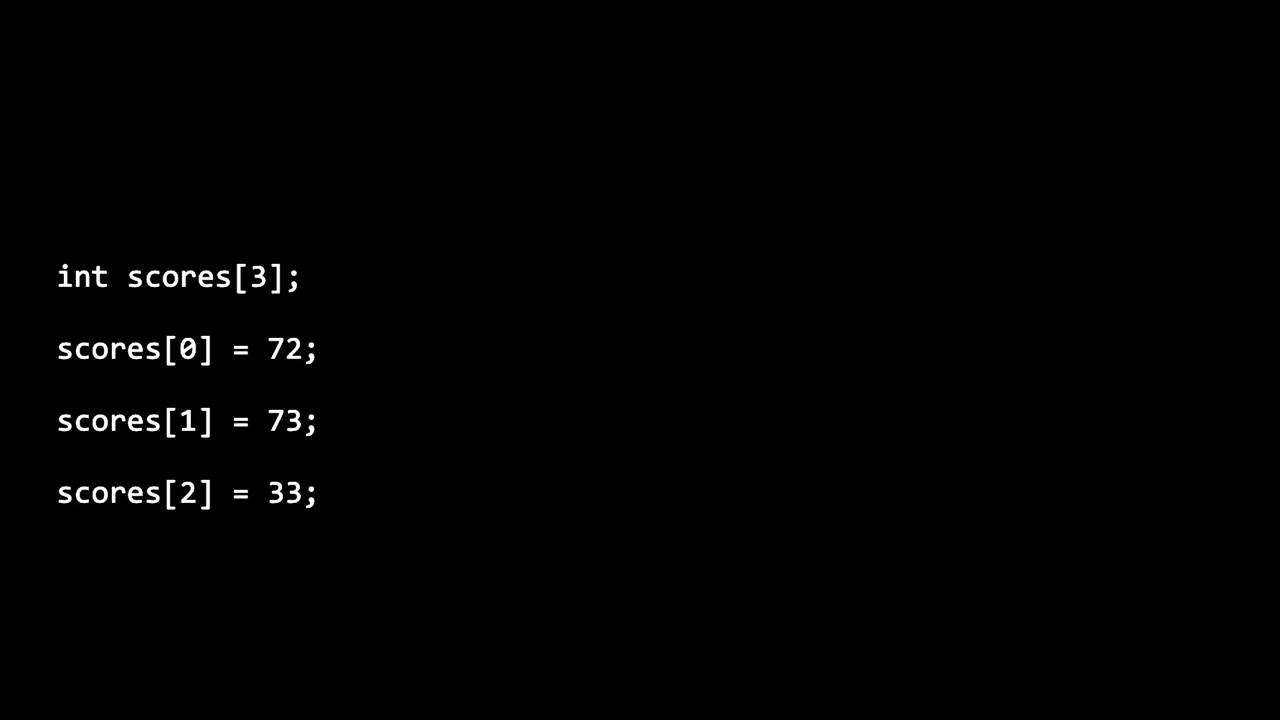 int scores[3];
scores[0] = 72;
scores[1] = 73;
scores[2] = 33;